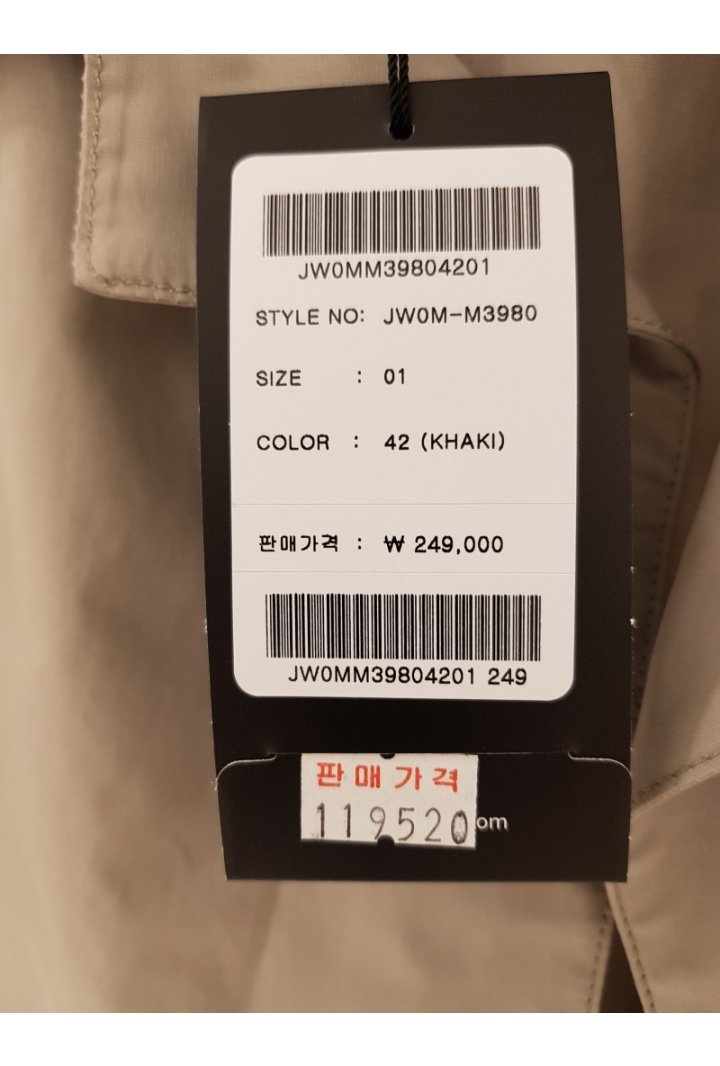 JW0MM39804201
STYLE NO: JW0M-M3980
SIZE : 01
COLOR : 42 (KHAKI)
판매가격 : ₩ 249,000
JW0MM39804201 249
판매가격
119520
om